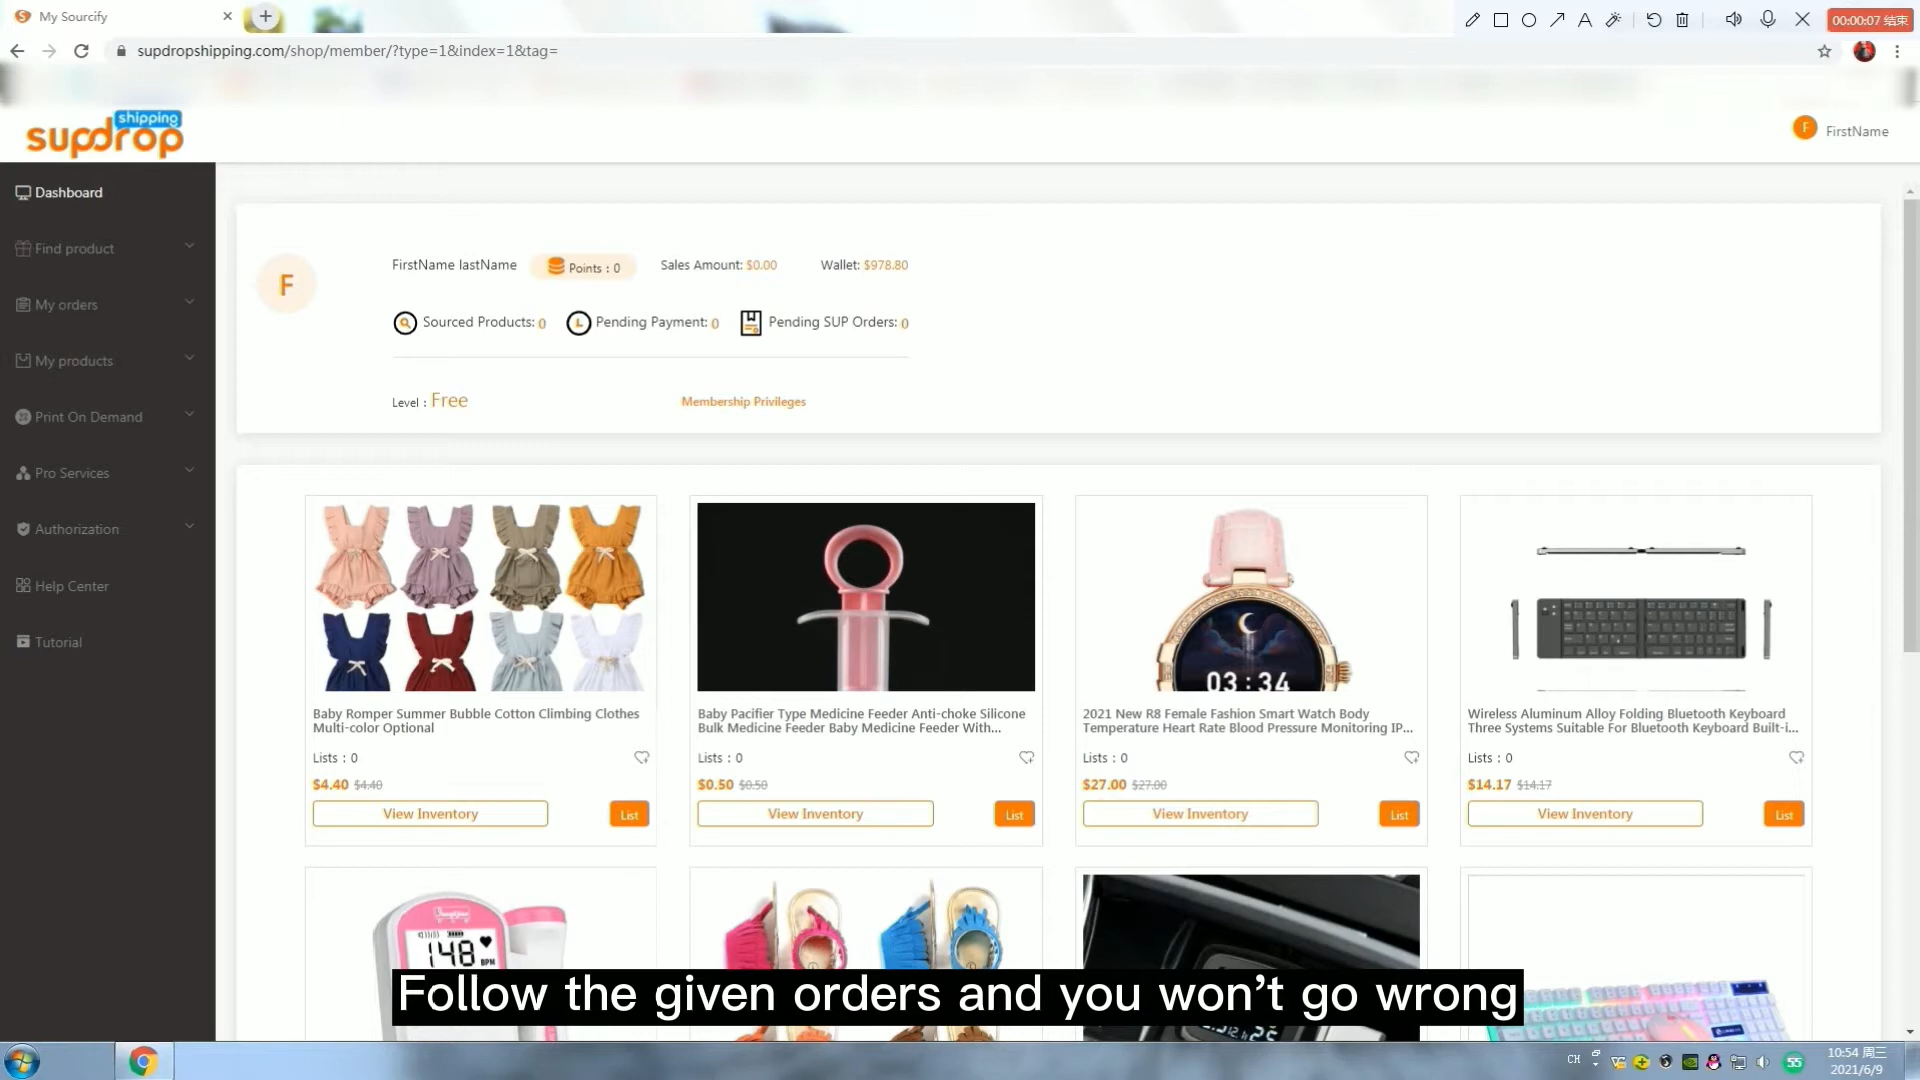 My Sourcify
00:00:07 结束
supdropshipping.com/shop/member/?type=1&index=1&tag=
shipping
supdrop
F FirstName
Dashboard
Find product
My orders
My products
Print On Demand
Pro Services
Authorization
Help Center
Tutorial
F
FirstName lastName Points : 0 Sales Amount: $0.00 Wallet: $978.80
Sourced Products: 0 Pending Payment: 0 Pending SUP Orders: 0
Level : Free Membership Privileges
03:34
Baby Romper Summer Bubble Cotton Climbing Clothes
Multi-color Optional
Lists : 0
$4.40 $4.40
View Inventory List
Baby Pacifier Type Medicine Feeder Anti-choke Silicone
Bulk Medicine Feeder Baby Medicine Feeder With...
Lists : 0
$0.50 $0.50
View Inventory List
2021 New R8 Female Fashion Smart Watch Body
Temperature Heart Rate Blood Pressure Monitoring IP...
Lists : 0
$27.00 $27.00
View Inventory List
Wireless Aluminum Alloy Folding Bluetooth Keyboard
Three Systems Suitable For Bluetooth Keyboard Built-i...
Lists : 0
$14.17 $14.17
View Inventory List
148
BPM
Follow the given orders and you won't go wrong
CH
55
10:54 周三
2021/6/9